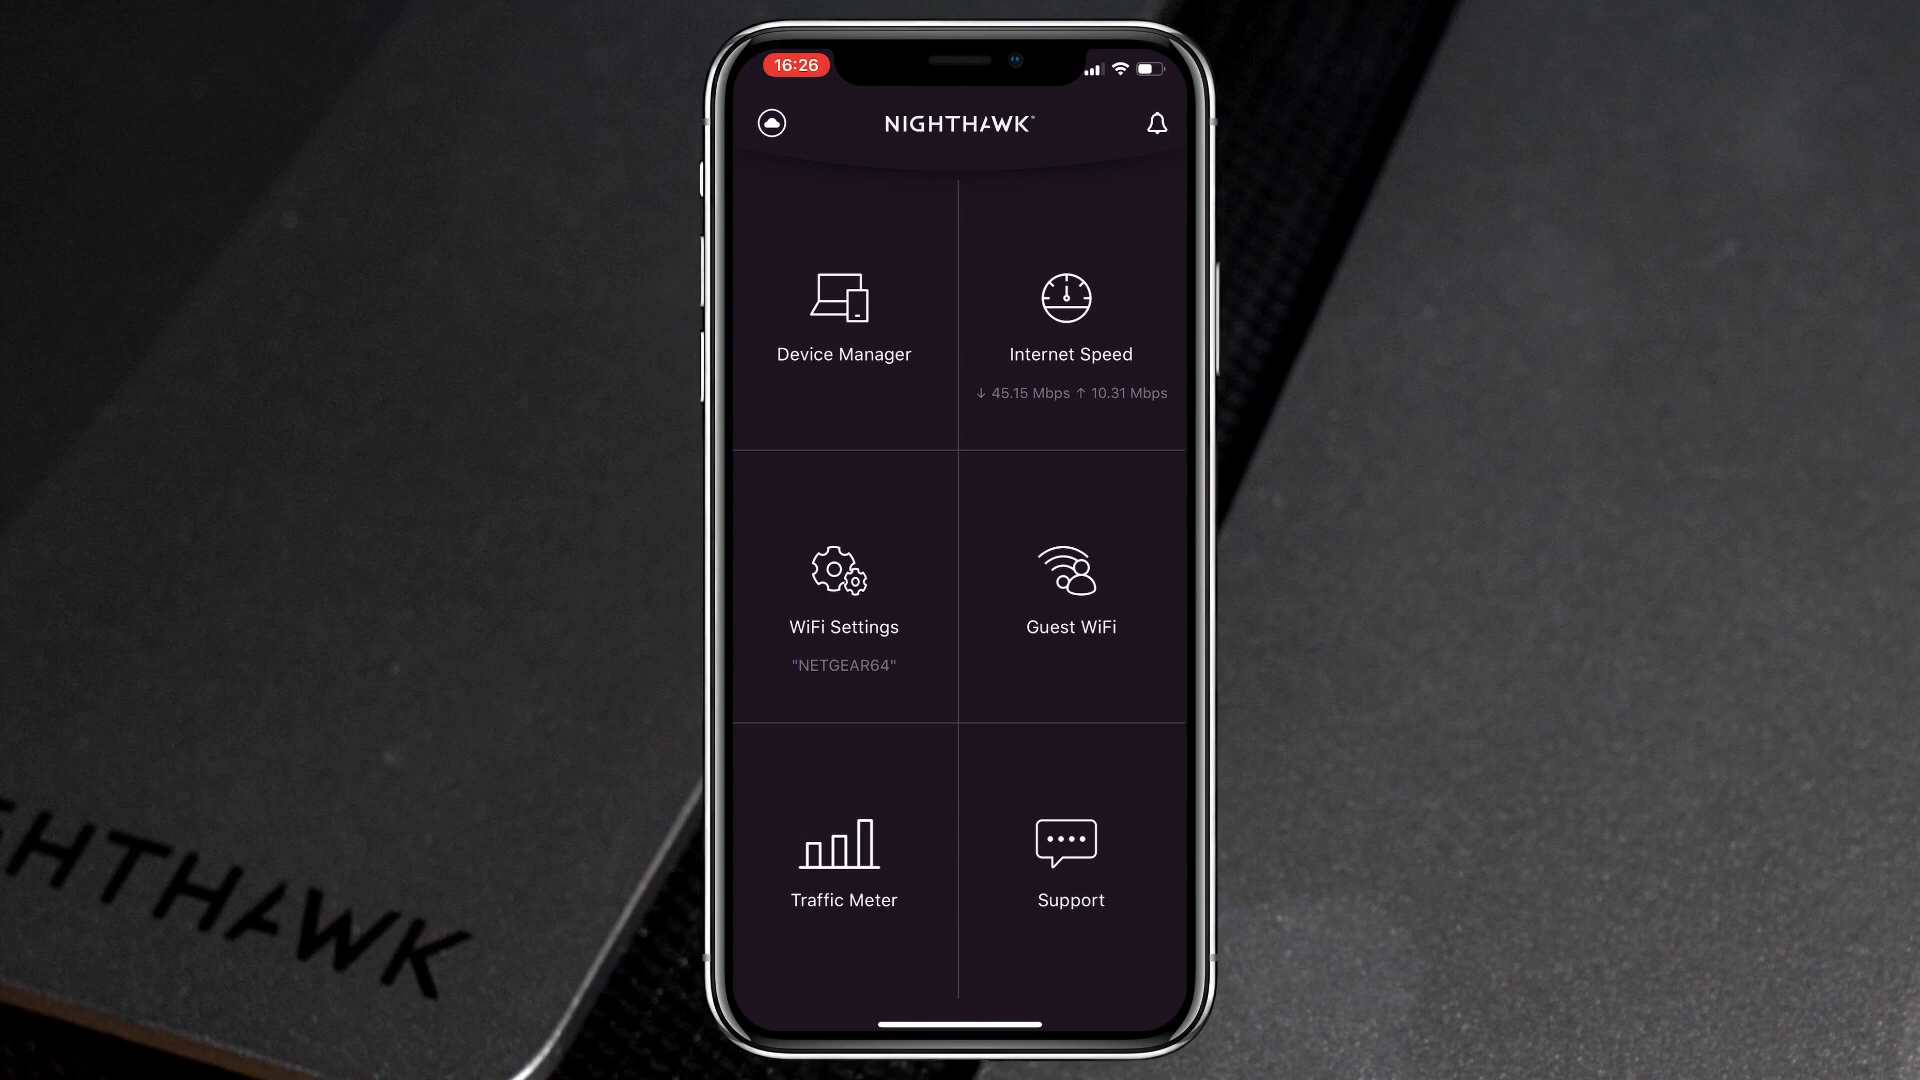 16:26
NIGHTHAWK
Device Manager
Internet Speed
↓ 45.15 Mbps ↑ 10.31 Mbps
WiFi Settings
"NETGEAR64"
Guest WiFi
Traffic Meter
Support
GHTHAWK